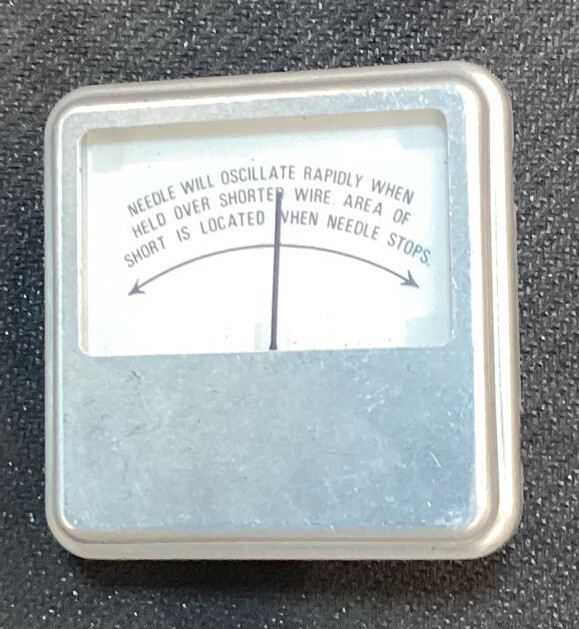 NEEDLE WILL OSCILLATE RAPIDLY WHEN
HELD OVER SHORTED WIRE. AREA OF
SHORT IS LOCATED WHEN NEEDLE STOPS.